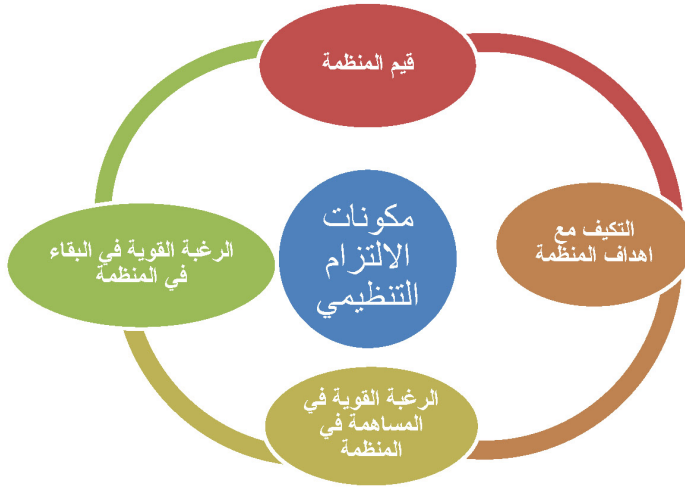 قيم المنظمة
التكيف مع
اهداف المنظمة
مكونات
الالتزام
التنظيمي
الرغبة القوية في البقاء
في المنظمة
الرغبة القوية في
المساهمة في
المنظمة